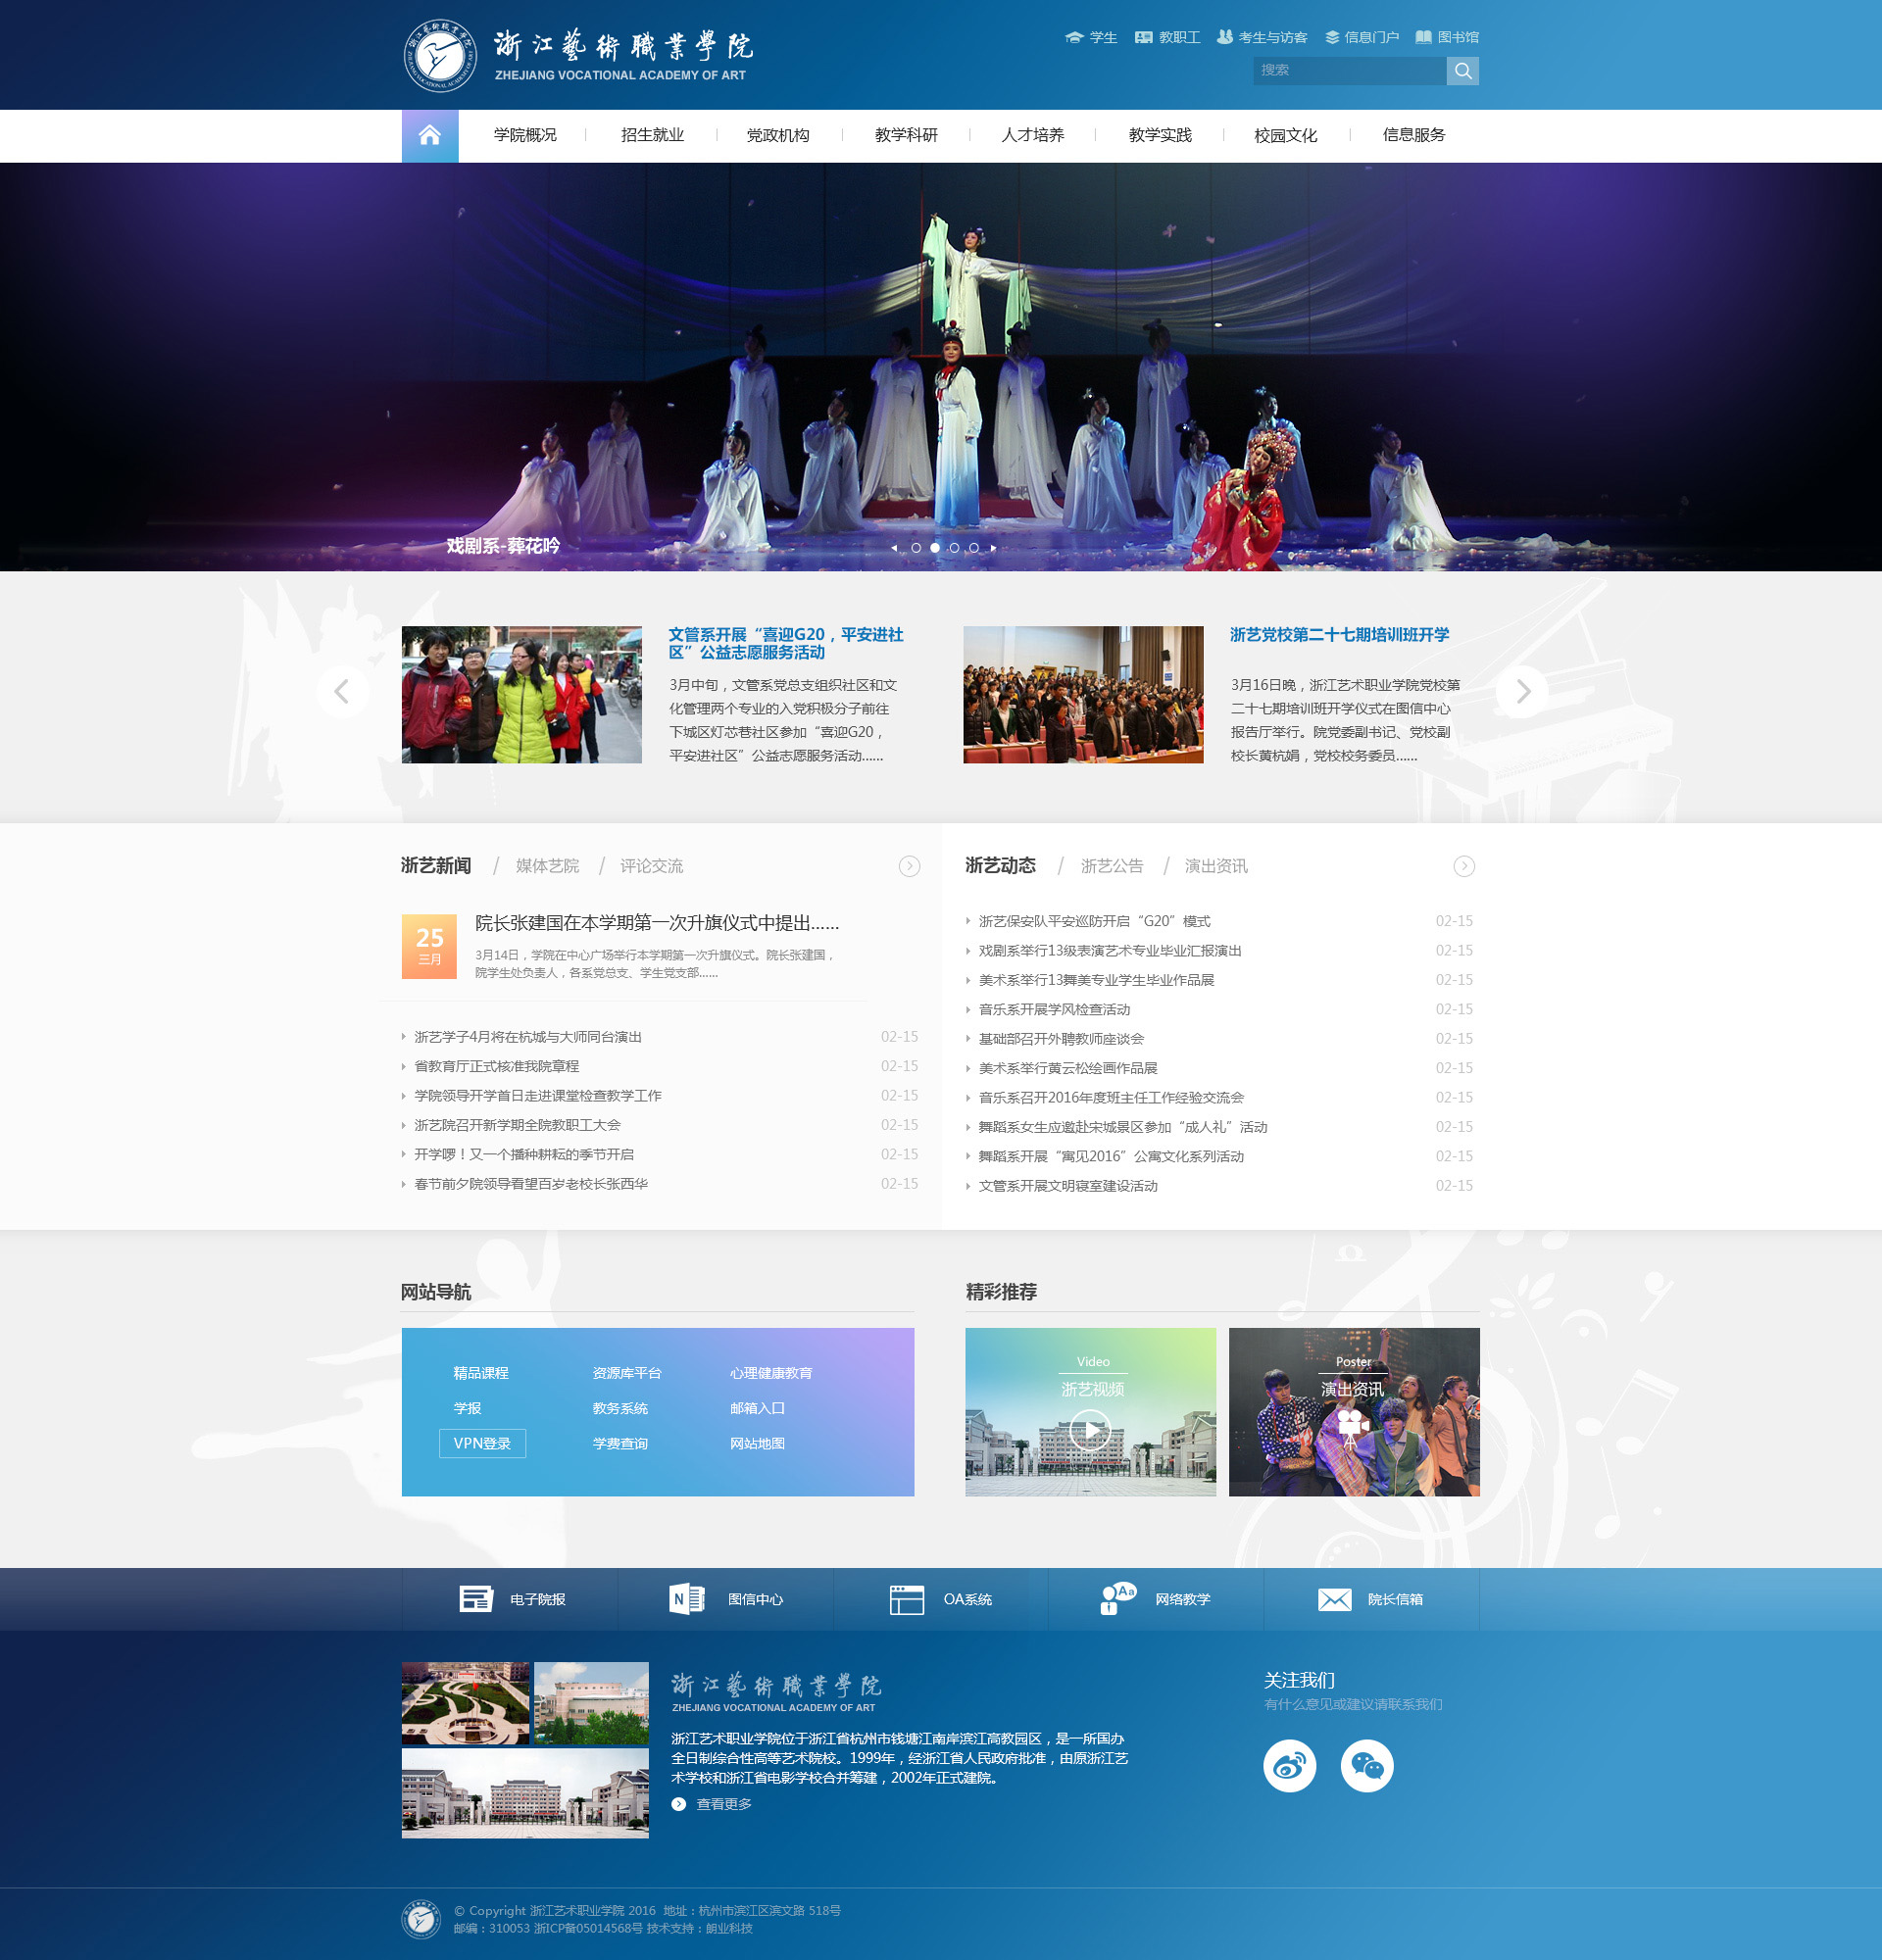 浙江藝術職業學院
ZHEJIANG VOCATIONAL ACADEMY OF ART
学生
教职工
考生与访客
信息门户
图书馆
搜索
学院概况
招生就业
党政机构
教学科研
人才培养
教学实践
校园文化
信息服务
戏剧系-葬花吟
文管系开展“喜迎G20，平安进社
区”公益志愿服务活动
3月中旬，文管系党总支组织社区和文
化管理两个专业的入党积极分子前往
下城区灯芯巷社区参加“喜迎G20，
平安进社区”公益志愿服务活动......
浙艺党校第二十七期培训班开学
3月16日晚，浙江艺术职业学院党校第
二十七期培训班开学仪式在图信中心
报告厅举行。院党委副书记、党校副
校长黄杭娟，党校校务委员......
浙艺新闻 / 媒体艺院 / 评论交流
25
三月
院长张建国在本学期第一次升旗仪式中提出......
3月14日，学院在中心广场举行本学期第一次升旗仪式。院长张建国，
院学生处负责人，各系党总支、学生党支部......
浙艺学子4月将在杭城与大师同台演出 02-15
省教育厅正式核准我院章程 02-15
学院领导开学首日走进课堂检查教学工作 02-15
浙艺院召开新学期全院教职工大会 02-15
开学啰！又一个播种耕耘的季节开启 02-15
春节前夕院领导看望百岁老校长张西华 02-15
浙艺动态 / 浙艺公告 / 演出资讯
浙艺保安队平安巡防开启“G20”模式 02-15
戏剧系举行13级表演艺术专业毕业汇报演出 02-15
美术系举行13舞美专业学生毕业作品展 02-15
音乐系开展学风检查活动 02-15
基础部召开外聘教师座谈会 02-15
美术系举行黄云松绘画作品展 02-15
音乐系召开2016年度班主任工作经验交流会 02-15
舞蹈系女生应邀赴宋城景区参加“成人礼”活动 02-15
舞蹈系开展“寓见2016”公寓文化系列活动 02-15
文管系开展文明寝室建设活动 02-15
网站导航
精品课程 资源库平台 心理健康教育
学报 教务系统 邮箱入口
VPN登录 学费查询 网站地图
精彩推荐
Video
浙艺视频
Poster
演出资讯
电子院报
N
图信中心
OA系统
Aa
网络教学
院长信箱
浙江藝術職業學院
ZHEJIANG VOCATIONAL ACADEMY OF ART
浙江艺术职业学院位于浙江省杭州市钱塘江南岸滨江高教园区，是一所国办
全日制综合性高等艺术院校。1999年，经浙江省人民政府批准，由原浙江艺
术学校和浙江省电影学校合并筹建，2002年正式建院。
查看更多
关注我们
有什么意见或建议请联系我们
© Copyright 浙江艺术职业学院 2016 地址：杭州市滨江区滨文路 518号
邮编：310053 浙ICP备05014568号 技术支持：朗业科技